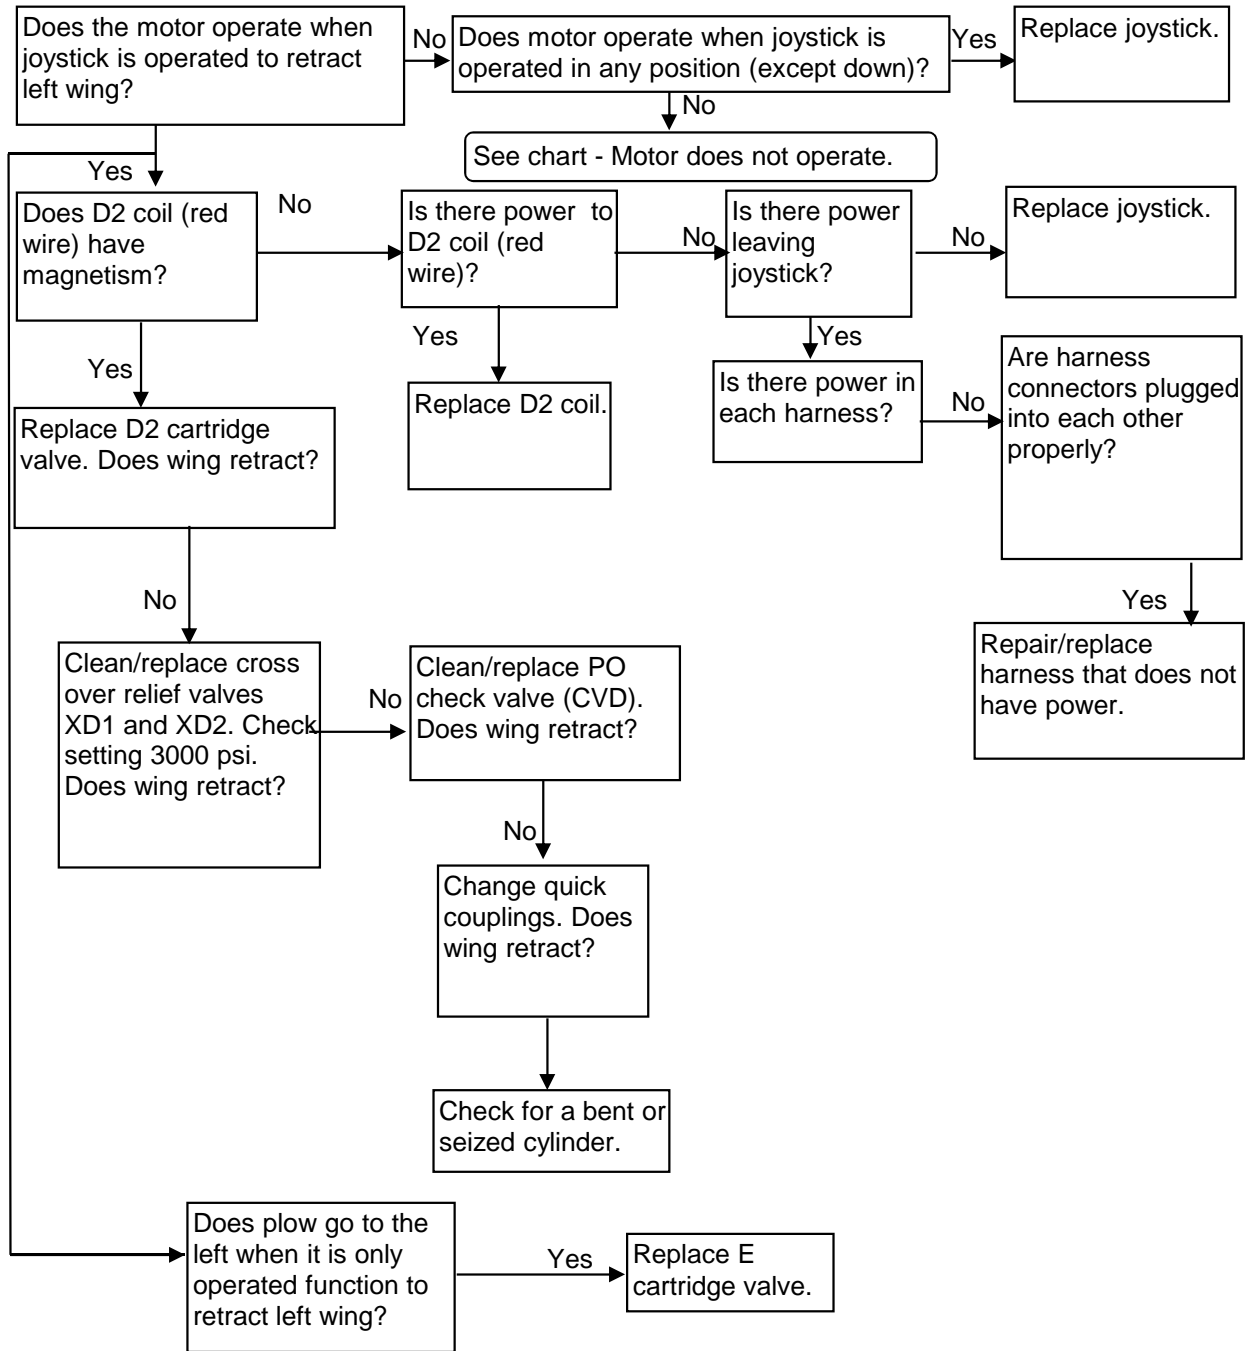 Does the motor operate when
joystick is operated to retract
left wing?
No
Does motor operate when joystick is
operated in any position (except down)?
Yes
Replace joystick.
No
See chart - Motor does not operate.
Yes
Does D2 coil (red
wire) have
magnetism?
No
Is there power to
D2 coil (red
wire)?
No
Is there power
leaving
joystick?
No
Replace joystick.
Yes
Replace D2 cartridge
valve. Does wing retract?
Yes
Replace D2 coil.
Yes
Is there power in
each harness?
No
Are harness
connectors plugged
into each other
properly?
Yes
Repair/replace
harness that does not
have power.
No
Clean/replace cross
over relief valves
XD1 and XD2. Check
setting 3000 psi.
Does wing retract?
No
Clean/replace PO
check valve (CVD).
Does wing retract?
No
Change quick
couplings. Does
wing retract?
Check for a bent or
seized cylinder.
Does plow go to the
left when it is only
operated function to
retract left wing?
Yes
Replace E
cartridge valve.